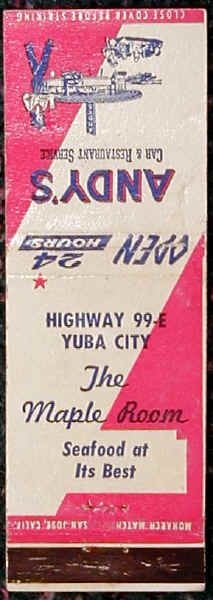 CLOSE COVER BEFORE STRIKING
ANDY'S
CAR & RESTAURANT SERVICE
OPEN
24
HOURS
HIGHWAY 99-E
YUBA CITY
The
Maple Room
Seafood at
Its Best
MONARCH MATCH SAN JOSE, CALIF.